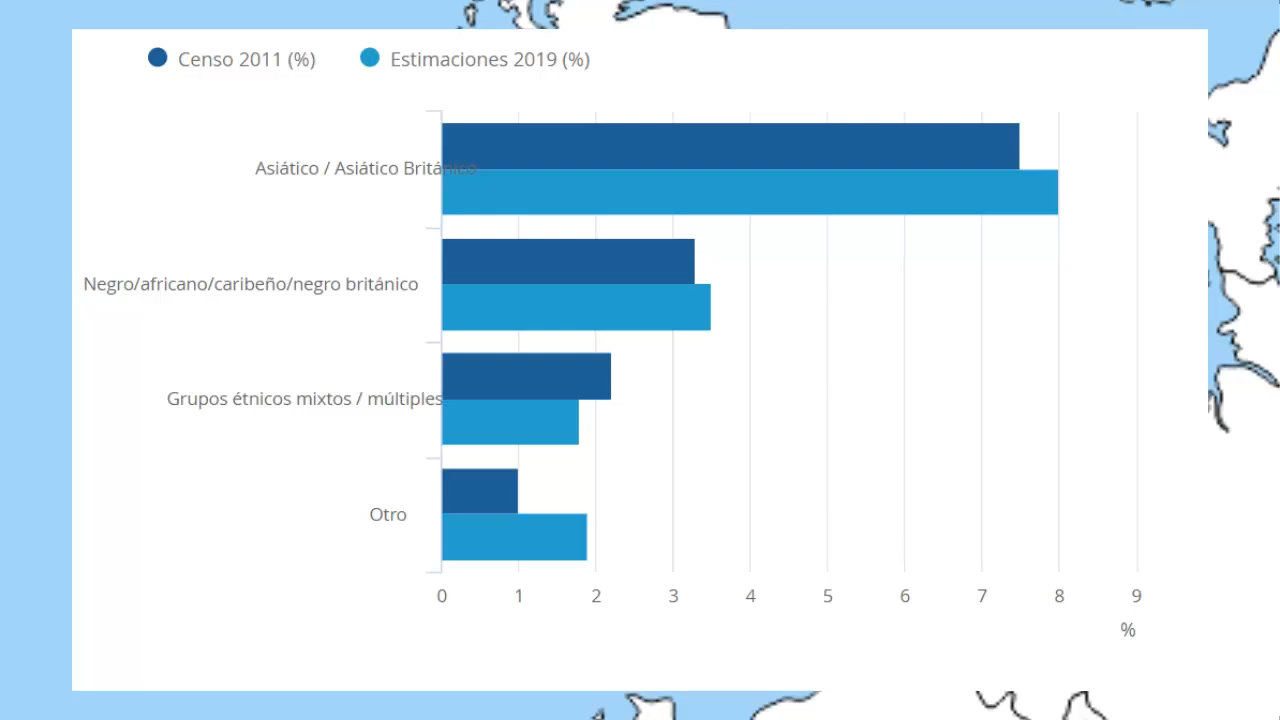 Censo 2011 (%) Estimaciones 2019 (%)
Asiático / Asiático Británico
Negro/africano/caribeño/negro británico
Grupos étnicos mixtos / múltiples
Otro
0 1 2 3 4 5 6 7 8 9
%